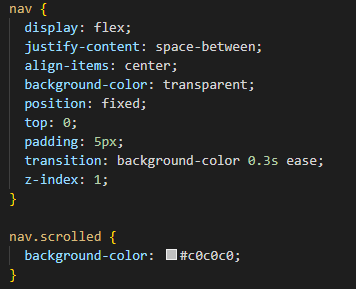 nav {
  display: flex;
  justify-content: space-between;
  align-items: center;
  background-color: transparent;
  position: fixed;
  top: 0;
  padding: 5px;
  transition: background-color 0.3s ease;
  z-index: 1;
}

nav.scrolled {
  background-color: #c0c0c0;
}